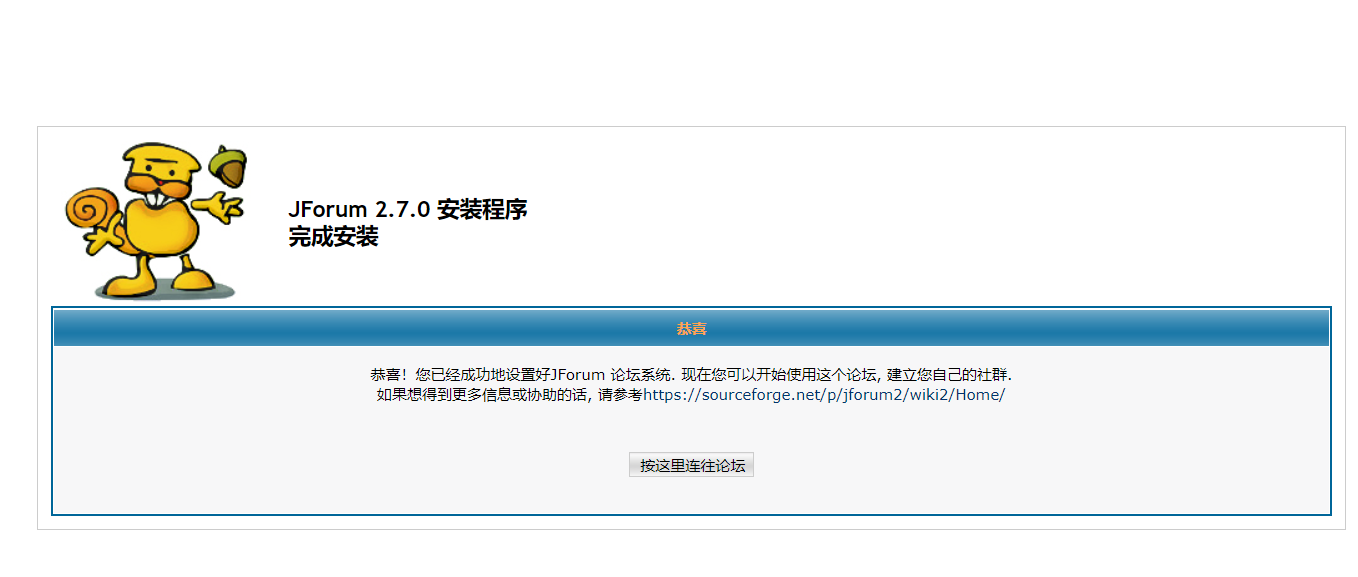 JForum 2.7.0 安装程序
完成安装
恭喜
恭喜！您已经成功地设置好JForum 论坛系统. 现在您可以开始使用这个论坛, 建立您自己的社群.
如果想得到更多信息或协助的话, 请参考https://sourceforge.net/p/jforum2/wiki2/Home/
按这里连往论坛